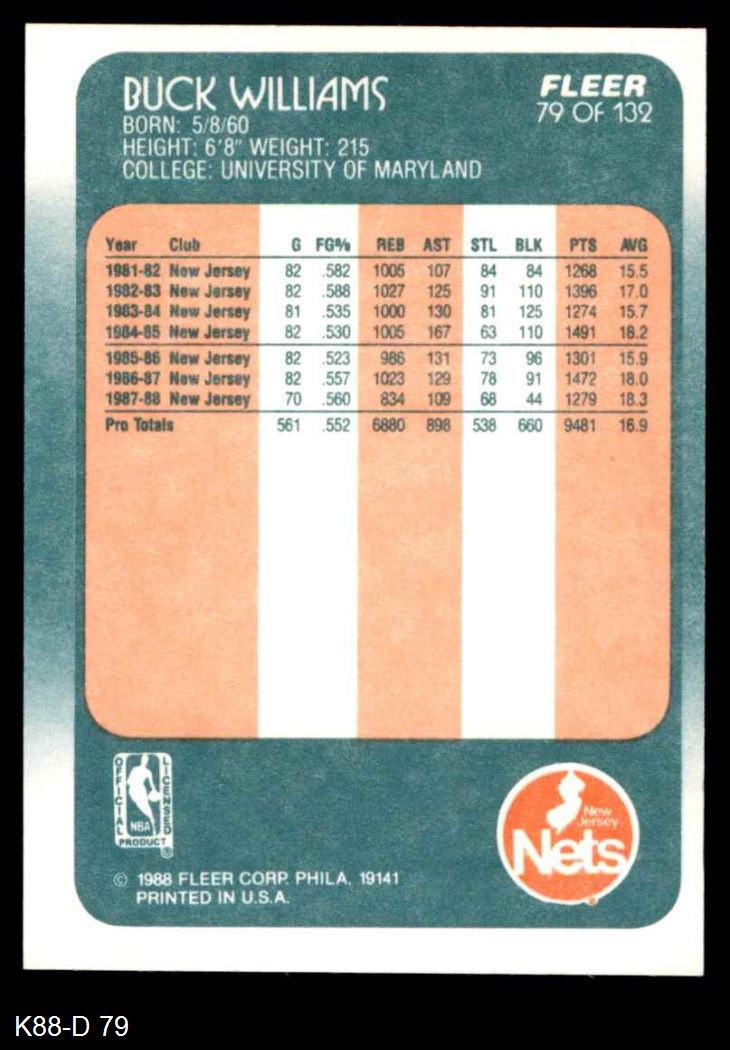 BUCK WILLIAMS
BORN: 5/8/60
HEIGHT: 6'8" WEIGHT: 215
COLLEGE: UNIVERSITY OF MARYLAND
FLEER
79 OF 132
Year Club G FG% REB AST STL BLK PTS AVG
1981-82 New Jersey 82 .582 1005 107 84 84 1268 15.5
1982-83 New Jersey 82 .588 1027 125 91 110 1396 17.0
1983-84 New Jersey 81 .535 1000 130 81 125 1274 15.7
1984-85 New Jersey 82 .530 1005 167 63 110 1491 18.2
1985-86 New Jersey 82 .523 986 131 73 96 1301 15.9
1986-87 New Jersey 82 .557 1023 129 78 91 1472 18.0
1987-88 New Jersey 70 .560 834 109 68 44 1279 18.3
Pro Totals 561 .552 6880 898 538 660 9481 16.9
OFFICIAL
LICENSED
NBA
PRODUCT
©
New
Jersey
Nets
®
© 1988 FLEER CORP. PHILA. 19141
PRINTED IN U.S.A.
K88-D 79